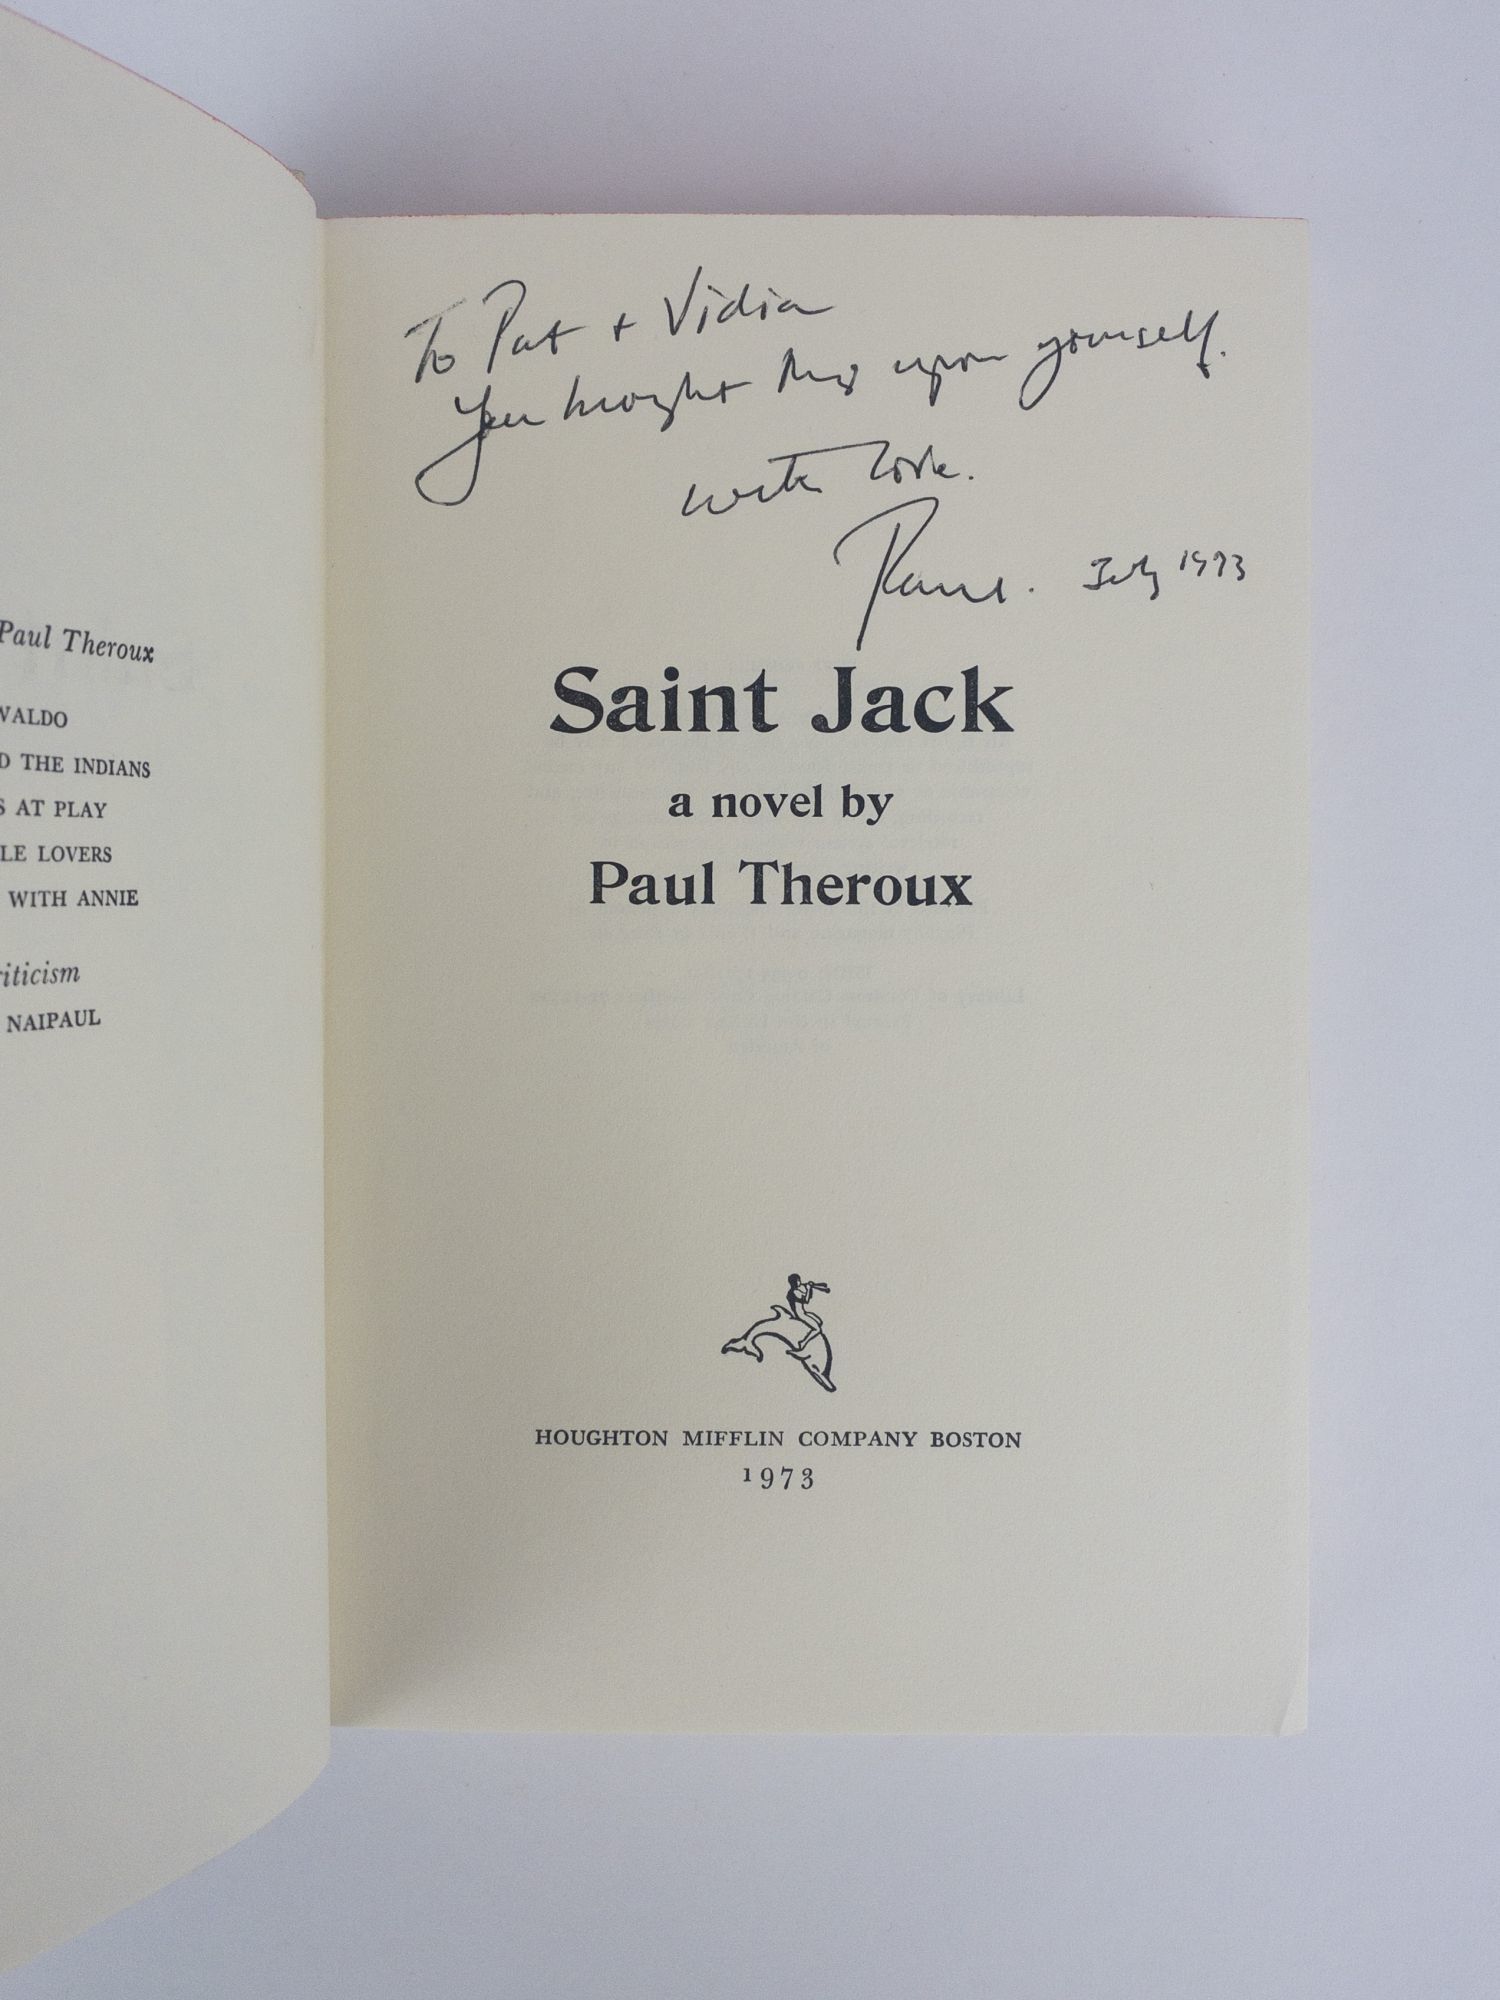 Paul Theroux
WALDO
D THE INDIANS
S AT PLAY
LE LOVERS
WITH ANNIE
riticism
NAIPAUL
To Pat + Vidia
You brought this upon yourself.
with love.
Paul. July 1973
Saint Jack
a novel by
Paul Theroux
HOUGHTON MIFFLIN COMPANY BOSTON
1973